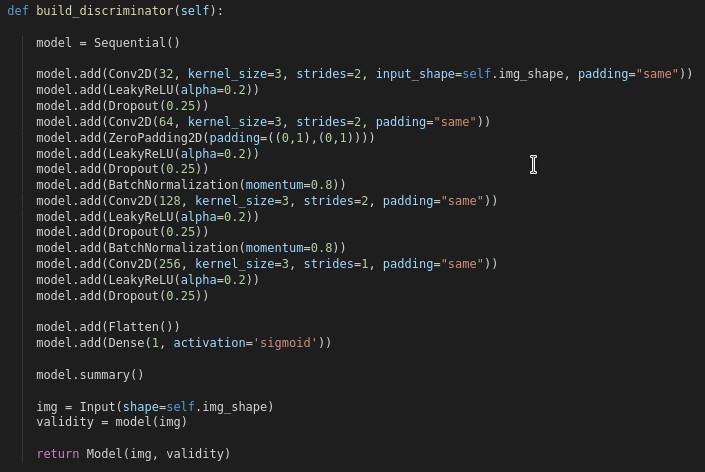 def build_discriminator(self):
model = Sequential()
model.add(Conv2D(32, kernel_size=3, strides=2, input_shape=self.img_shape, padding="same"))
model.add(LeakyReLU(alpha=0.2))
model.add(Dropout(0.25))
model.add(Conv2D(64, kernel_size=3, strides=2, padding="same"))
model.add(ZeroPadding2D(padding=((0,1),(0,1))))
model.add(LeakyReLU(alpha=0.2))
model.add(Dropout(0.25))
model.add(BatchNormalization(momentum=0.8))
model.add(Conv2D(128, kernel_size=3, strides=2, padding="same"))
model.add(LeakyReLU(alpha=0.2))
model.add(Dropout(0.25))
model.add(BatchNormalization(momentum=0.8))
model.add(Conv2D(256, kernel_size=3, strides=1, padding="same"))
model.add(LeakyReLU(alpha=0.2))
model.add(Dropout(0.25))
model.add(Flatten())
model.add(Dense(1, activation='sigmoid'))
model.summary()
img = Input(shape=self.img_shape)
validity = model(img)
return Model(img, validity)